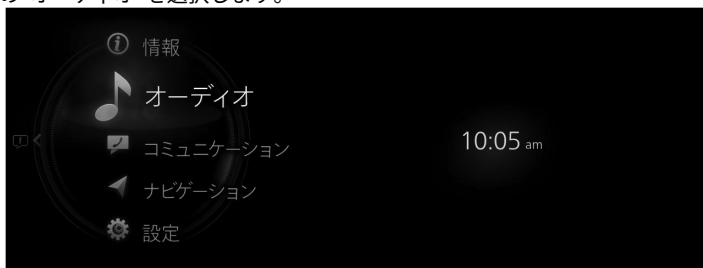 情報
オーディオ
コミュニケーション
ナビゲーション
設定
10:05 am